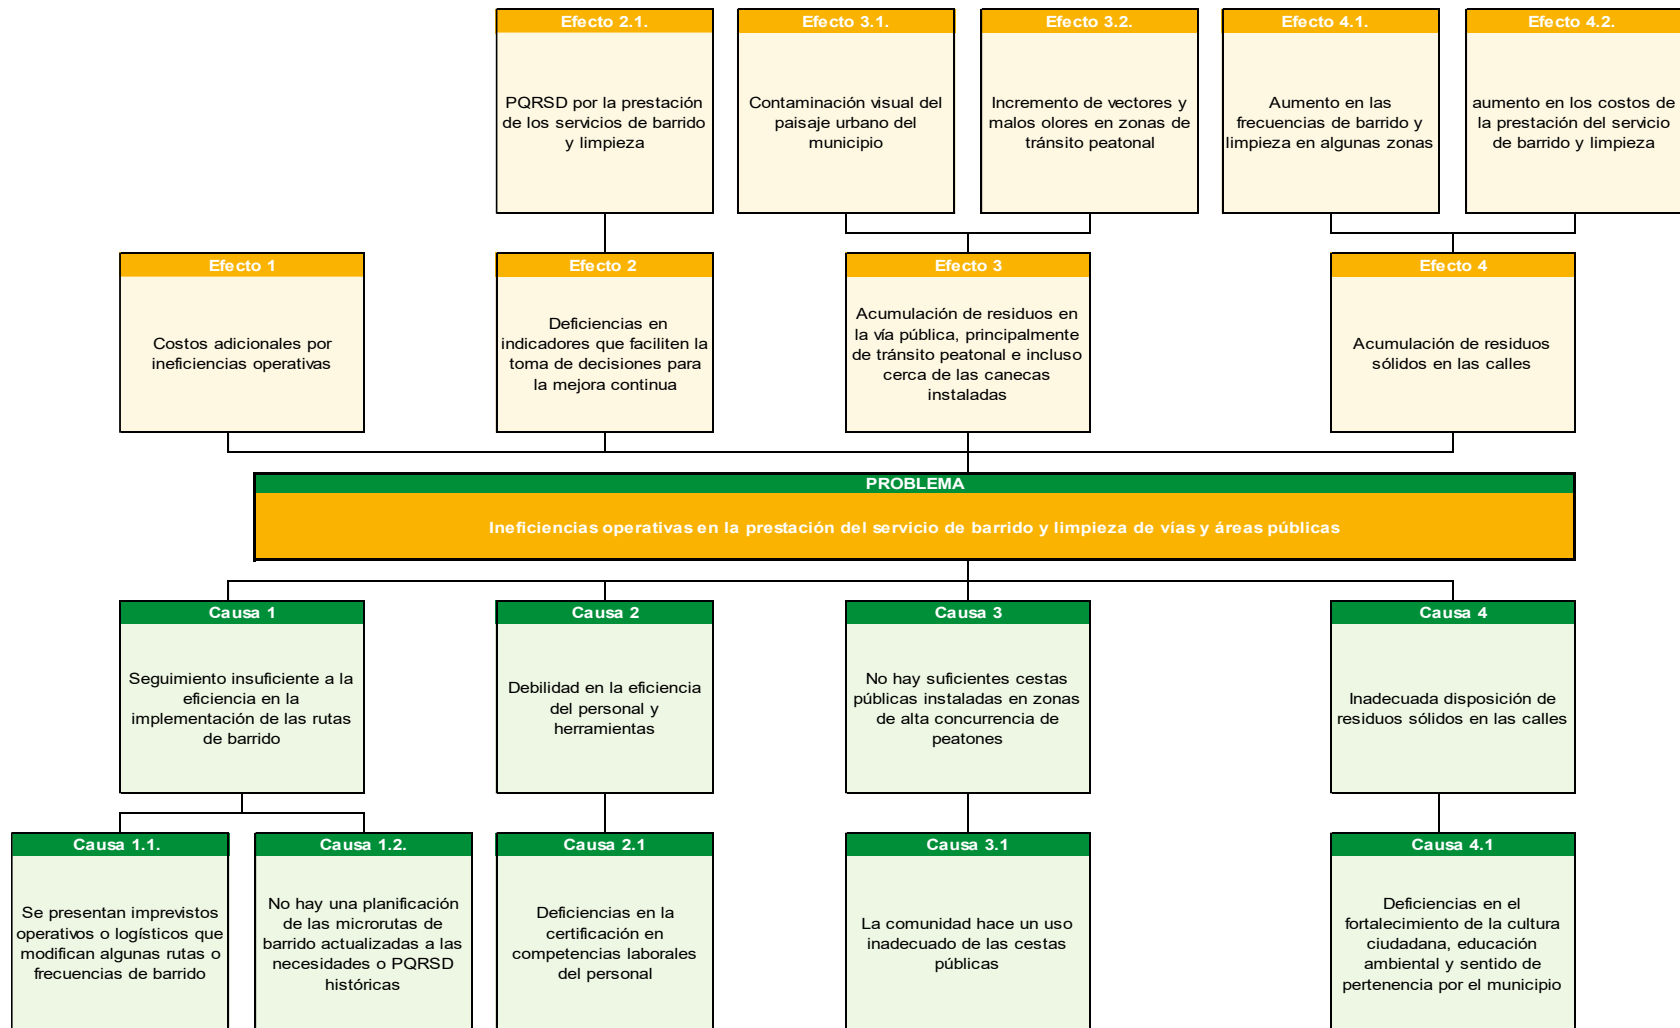 Efecto 2.1.
PQRSD por la prestación
de los servicios de barrido
y limpieza
Efecto 3.1.
Contaminación visual del
paisaje urbano del
municipio
Efecto 3.2.
Incremento de vectores y
malos olores en zonas de
tránsito peatonal
Efecto 4.1.
Aumento en las
frecuencias de barrido y
limpieza en algunas zonas
Efecto 4.2.
aumento en los costos de
la prestación del servicio
de barrido y limpieza
Efecto 1
Costos adicionales por
ineficiencias operativas
Efecto 2
Deficiencias en
indicadores que faciliten la
toma de decisiones para
la mejora continua
Efecto 3
Acumulación de residuos en
la vía pública, principalmente
de tránsito peatonal e incluso
cerca de las canecas
instaladas
Efecto 4
Acumulación de residuos
sólidos en las calles
PROBLEMA
Ineficiencias operativas en la prestación del servicio de barrido y limpieza de vías y áreas públicas
Causa 1
Seguimiento insuficiente a la
eficiencia en la
implementación de las rutas
de barrido
Causa 2
Debilidad en la eficiencia
del personal y
herramientas
Causa 3
No hay suficientes cestas
públicas instaladas en zonas
de alta concurrencia de
peatones
Causa 4
Inadecuada disposición de
residuos sólidos en las calles
Causa 1.1.
Se presentan imprevistos
operativos o logísticos que
modifican algunas rutas o
frecuencias de barrido
Causa 1.2.
No hay una planificación
de las microrutas de
barrido actualizadas a las
necesidades o PQRSD
históricas
Causa 2.1
Deficiencias en la
certificación en
competencias laborales
del personal
Causa 3.1
La comunidad hace un uso
inadecuado de las cestas
públicas
Causa 4.1
Deficiencias en el
fortalecimiento de la cultura
ciudadana, educación
ambiental y sentido de
pertenencia por el municipio